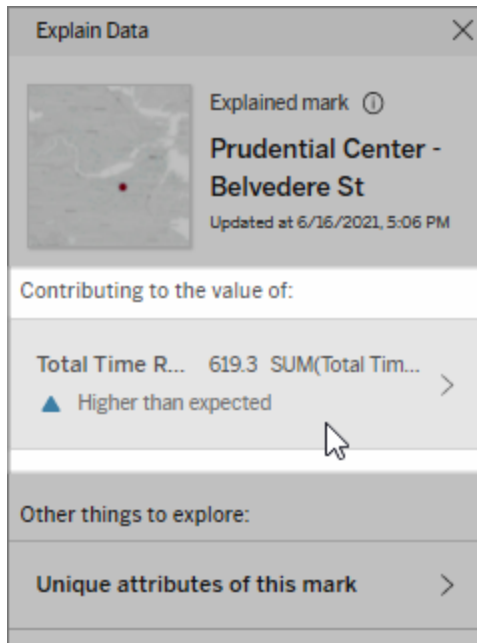 Explain Data
Explained mark
Prudential Center -
Belvedere St
Updated at 6/16/2021, 5:06 PM
Contributing to the value of:
Total Time R... 619.3 SUM(Total Tim...
Higher than expected
Other things to explore:
Unique attributes of this mark